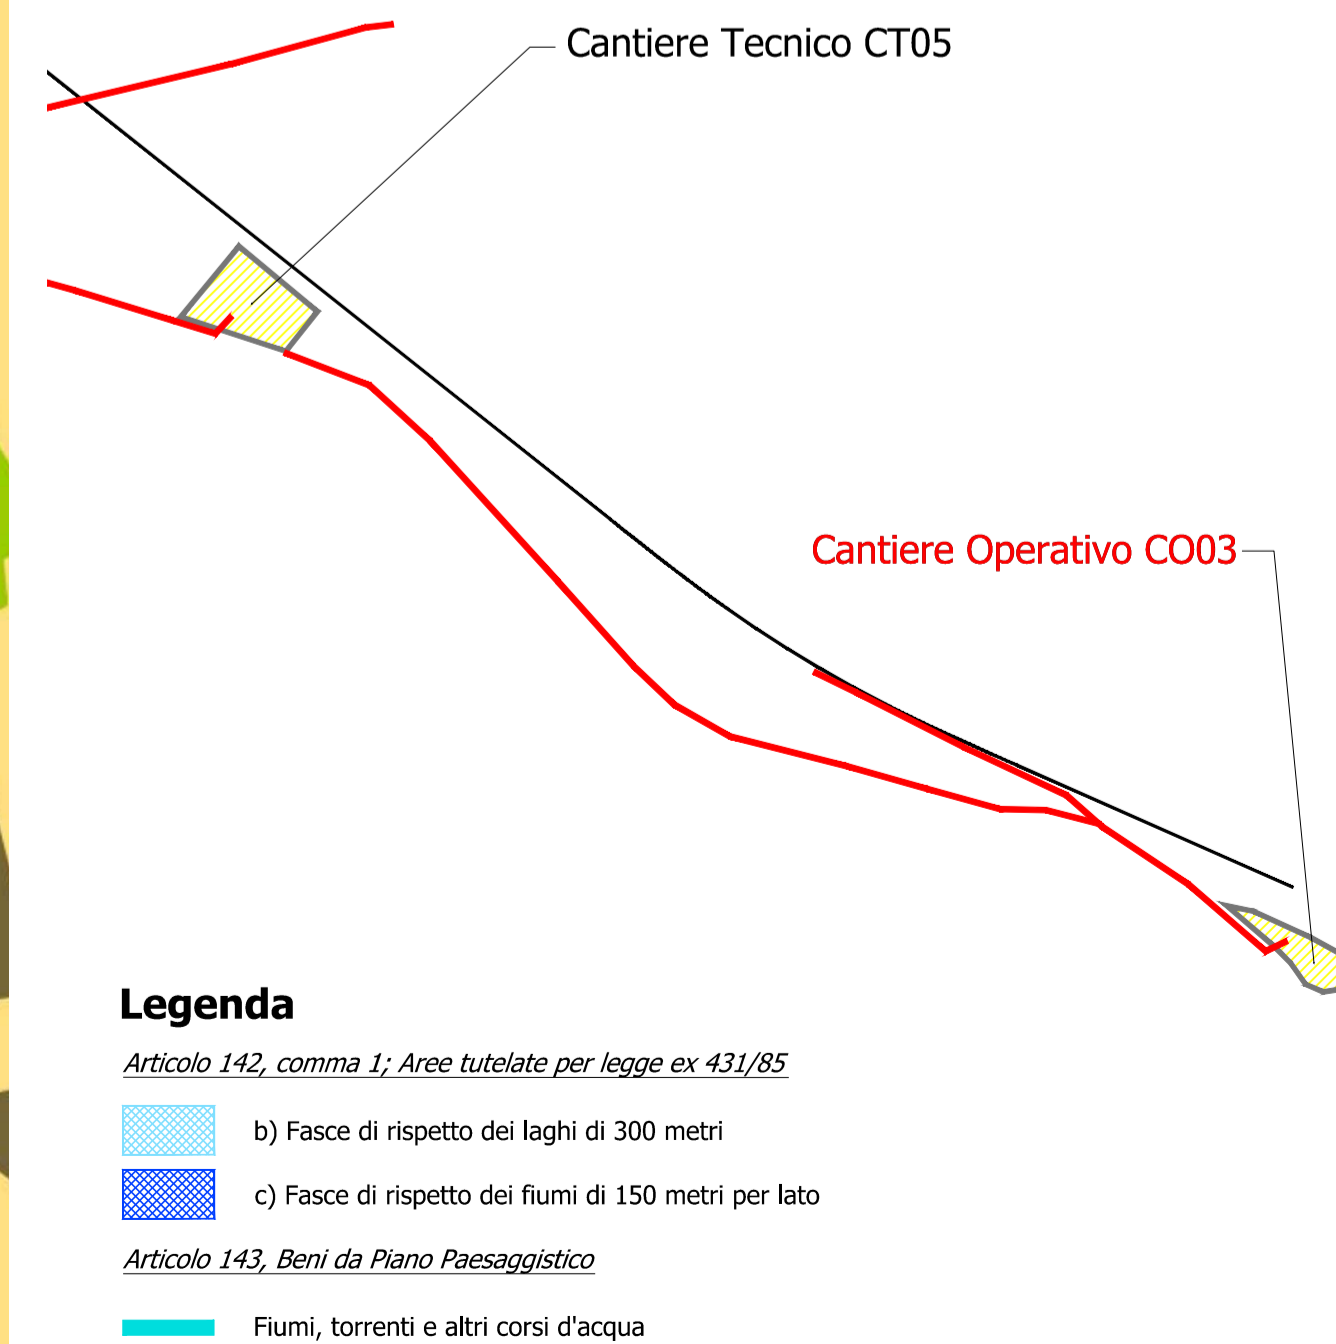 Cantiere Tecnico CT05
Cantiere Operativo CO03
Legenda
Articolo 142, comma 1; Aree tutelate per legge ex 431/85
b) Fasce di rispetto dei laghi di 300 metri
c) Fasce di rispetto dei fiumi di 150 metri per lato
Articolo 143, Beni da Piano Paesaggistico
Fiumi, torrenti e altri corsi d'acqua